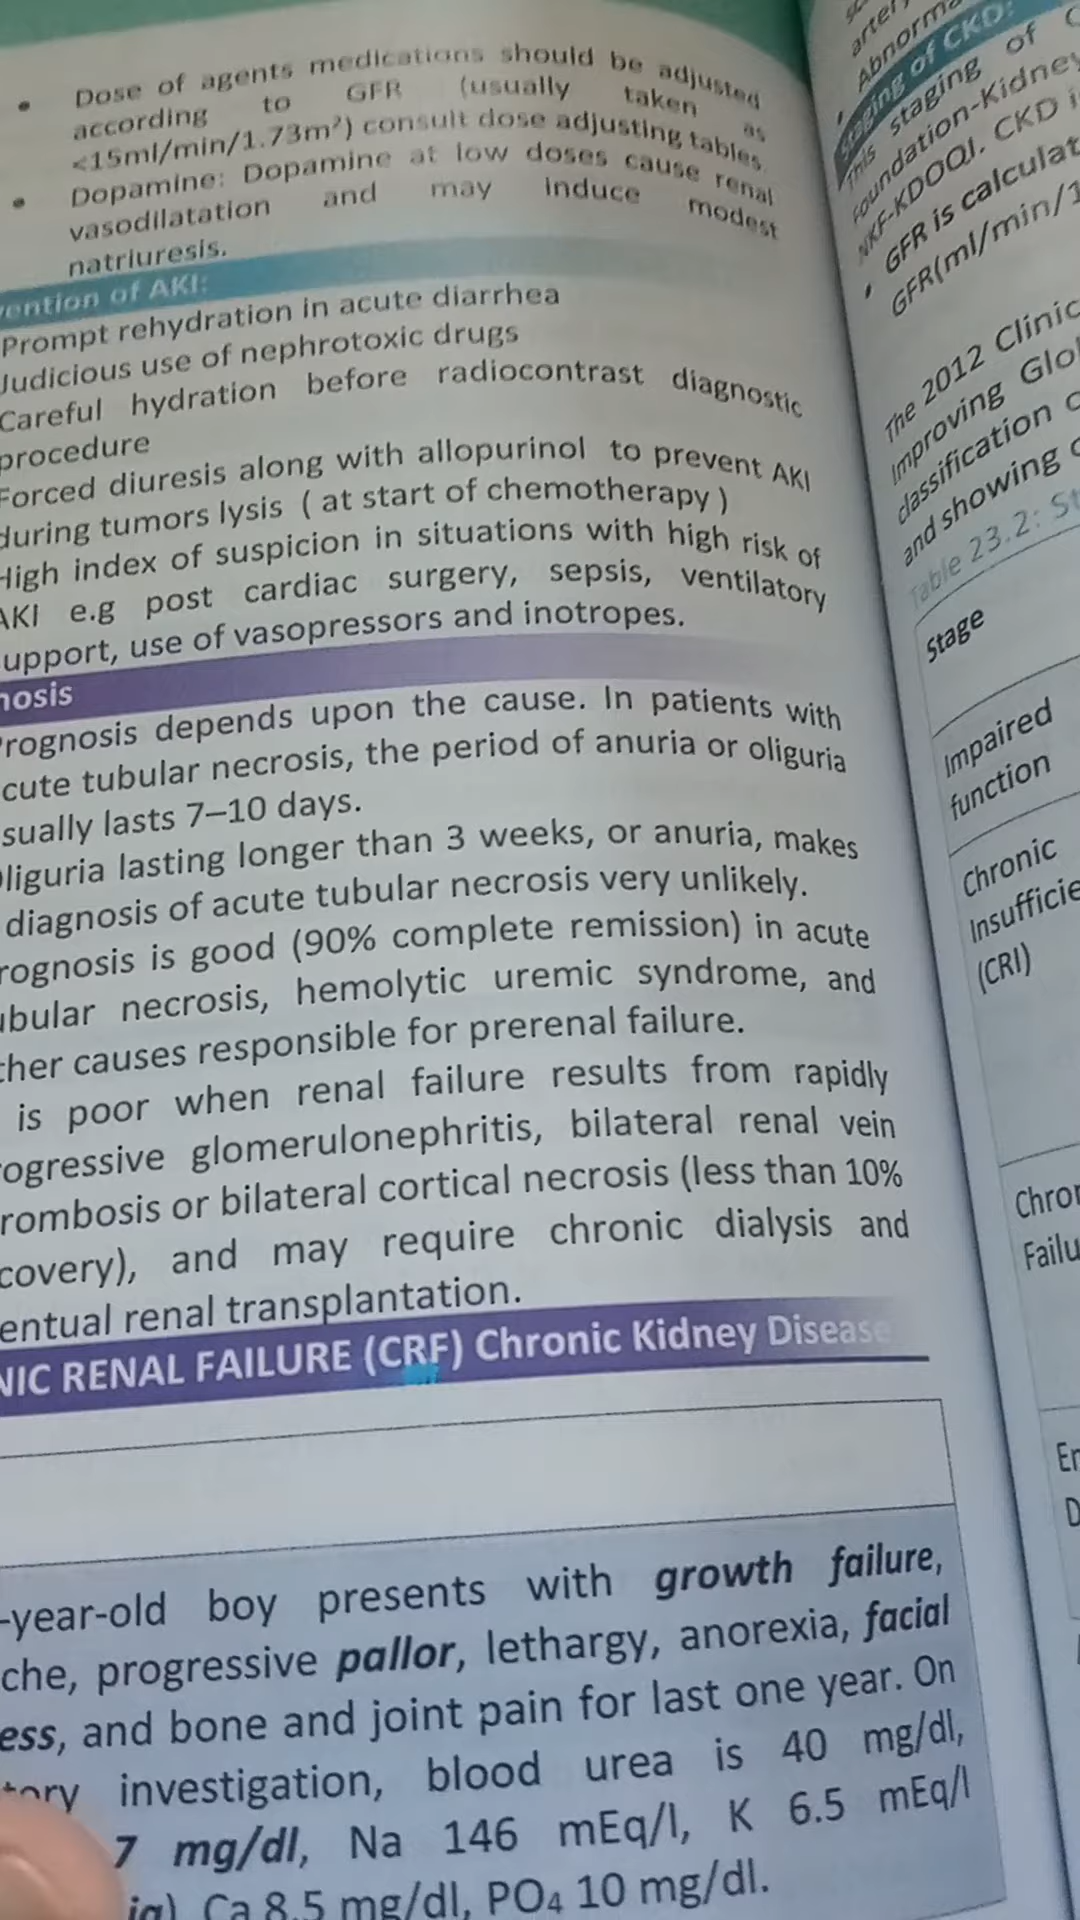 • Dose of agents medications should be adjusted
according to GFR (usually taken as
<15ml/min/1.73m²) consult dose adjusting tables.
• Dopamine: Dopamine at low doses cause renal
vasodilatation and may induce modest
natriuresis.
vention of AKI:
Prompt rehydration in acute diarrhea
Judicious use of nephrotoxic drugs
Careful hydration before radiocontrast diagnostic
procedure
Forced diuresis along with allopurinol to prevent AKI
during tumors lysis ( at start of chemotherapy )
High index of suspicion in situations with high risk of
AKI e.g post cardiac surgery, sepsis, ventilatory
upport, use of vasopressors and inotropes.
nosis
rognosis depends upon the cause. In patients with
cute tubular necrosis, the period of anuria or oliguria
sually lasts 7–10 days.
liguria lasting longer than 3 weeks, or anuria, makes
diagnosis of acute tubular necrosis very unlikely.
rognosis is good (90% complete remission) in acute
bular necrosis, hemolytic uremic syndrome, and
ther causes responsible for prerenal failure.
is poor when renal failure results from rapidly
ogressive glomerulonephritis, bilateral renal vein
rombosis or bilateral cortical necrosis (less than 10%
covery), and may require chronic dialysis and
entual renal transplantation.
NIC RENAL FAILURE (CRF) Chronic Kidney Disease
-year-old boy presents with growth failure,
che, progressive pallor, lethargy, anorexia, facial
ess, and bone and joint pain for last one year. On
tory investigation, blood urea is 40 mg/dl,
7 mg/dl, Na 146 mEq/l, K 6.5 mEq/l
Ca 8.5 mg/dl, PO₄ 10 mg/dl.
Staging of CKD:
This staging of
Foundation-Kidney
NKF-KDOQI. CKD
• GFR is calculat
GFR(ml/min/1
The 2012 Clinic
Improving Glo
classification
and showing
Table 23.2: St
Stage
Impaired
function
Chronic
Insufficie
(CRI)
Chron
Failu